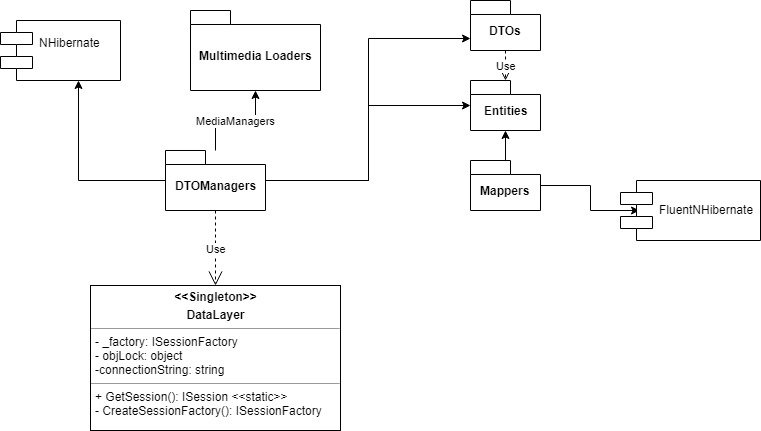 NHibernate
Multimedia Loaders
DTOs
Use
Entities
MediaManagers
DTOManagers
Mappers
FluentNHibernate
Use
<<Singleton>>
DataLayer
- _factory: ISessionFactory
- objLock: object
-connectionString: string
+ GetSession(): ISession <<static>>
- CreateSessionFactory(): ISessionFactory